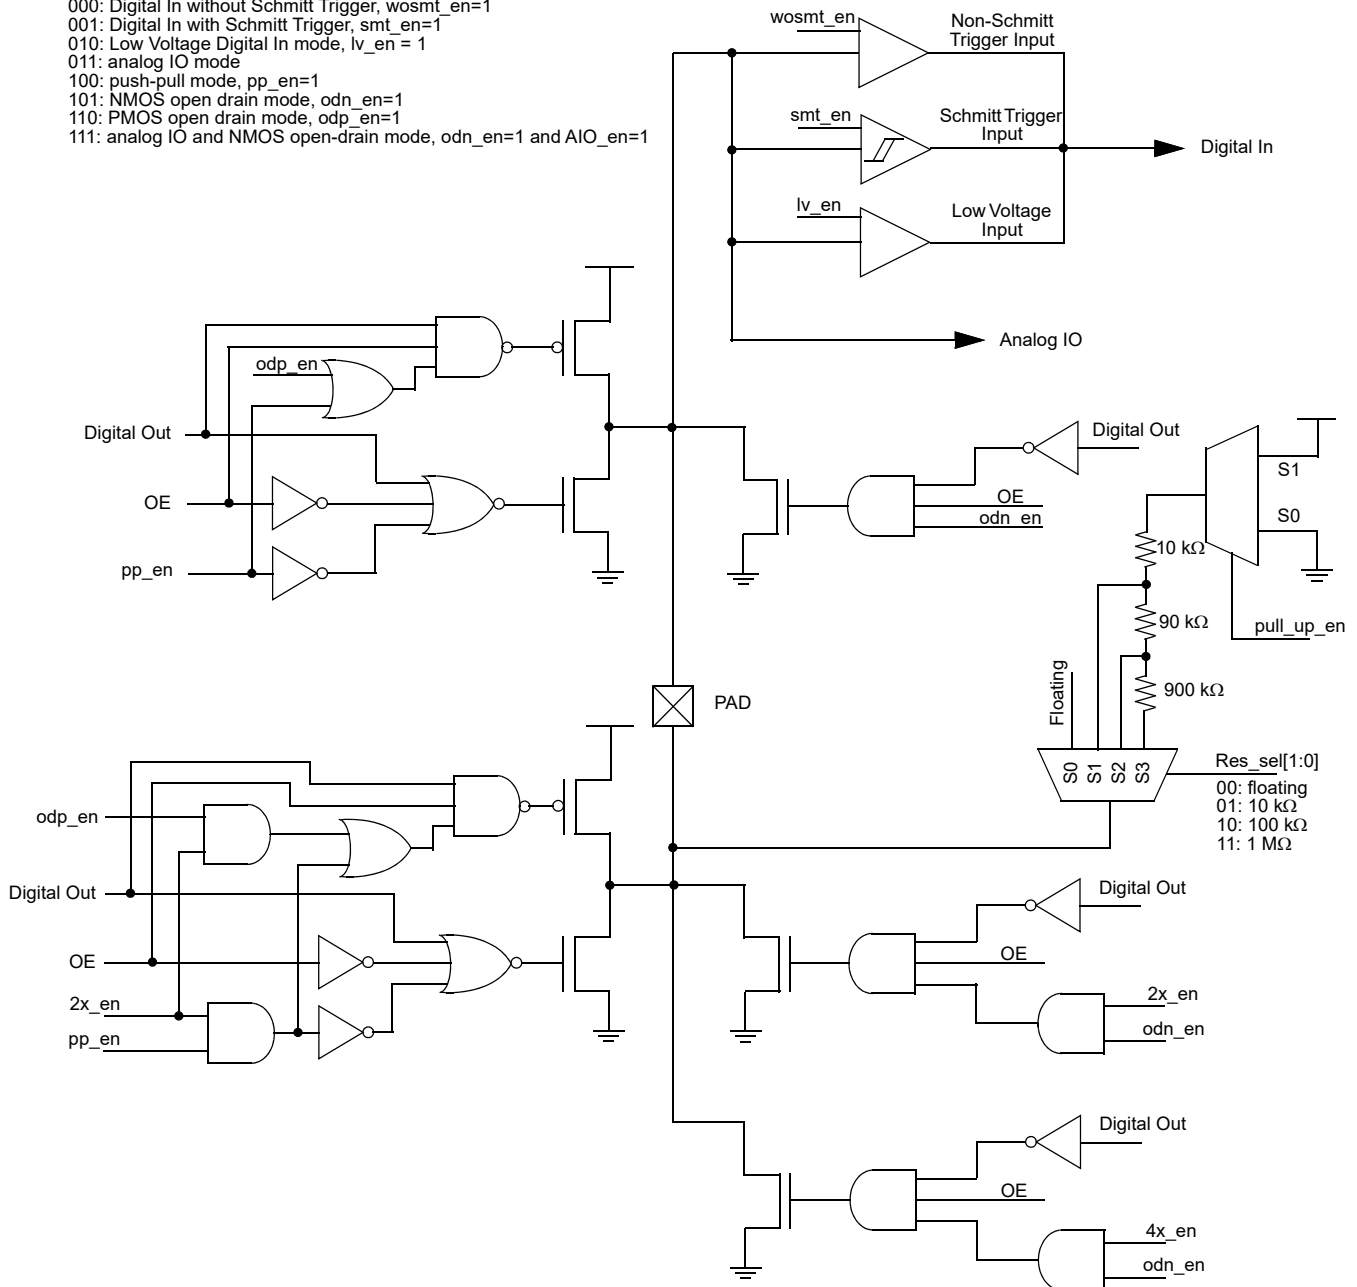 000: Digital In without Schmitt Trigger, wosmt_en=1
001: Digital In with Schmitt Trigger, smt_en=1
010: Low Voltage Digital In mode, lv_en = 1
011: analog IO mode
100: push-pull mode, pp_en=1
101: NMOS open drain mode, odn_en=1
110: PMOS open drain mode, odp_en=1
111: analog IO and NMOS open-drain mode, odn_en=1 and AIO_en=1
wosmt_en
Non-Schmitt
Trigger Input
smt_en
Schmitt Trigger
Input
Digital In
lv_en
Low Voltage
Input
Analog IO
odp_en
Digital Out
OE
pp_en
Digital Out
OE
odn_en
S1
S0
10 kΩ
90 kΩ
pull_up_en
900 kΩ
Floating
PAD
S0
S1
S2
S3
Res_sel[1:0]
00: floating
01: 10 kΩ
10: 100 kΩ
11: 1 MΩ
odp_en
Digital Out
OE
2x_en
pp_en
Digital Out
OE
2x_en
odn_en
Digital Out
OE
4x_en
odn_en